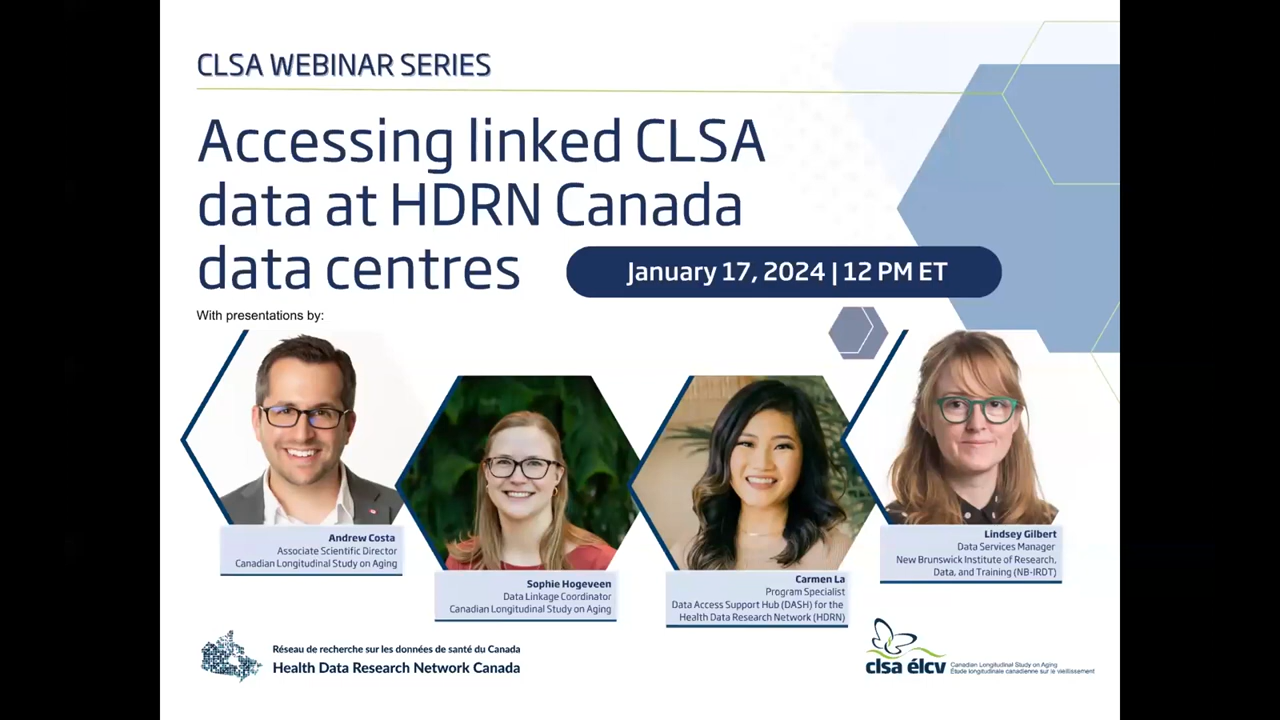 CLSA WEBINAR SERIES
Accessing linked CLSA
data at HDRN Canada
data centres
January 17, 2024 | 12 PM ET
With presentations by:
Andrew Costa
Associate Scientific Director
Canadian Longitudinal Study on Aging
Sophie Hogeveen
Data Linkage Coordinator
Canadian Longitudinal Study on Aging
Carmen La
Program Specialist
Data Access Support Hub (DASH) for the
Health Data Research Network (HDRN)
Lindsey Gilbert
Data Services Manager
New Brunswick Institute of Research,
Data, and Training (NB-IRDT)
Réseau de recherche sur les données de santé du Canada
Health Data Research Network Canada
clsa élcv
Canadian Longitudinal Study on Aging
Étude longitudinale canadienne sur le vieillissement